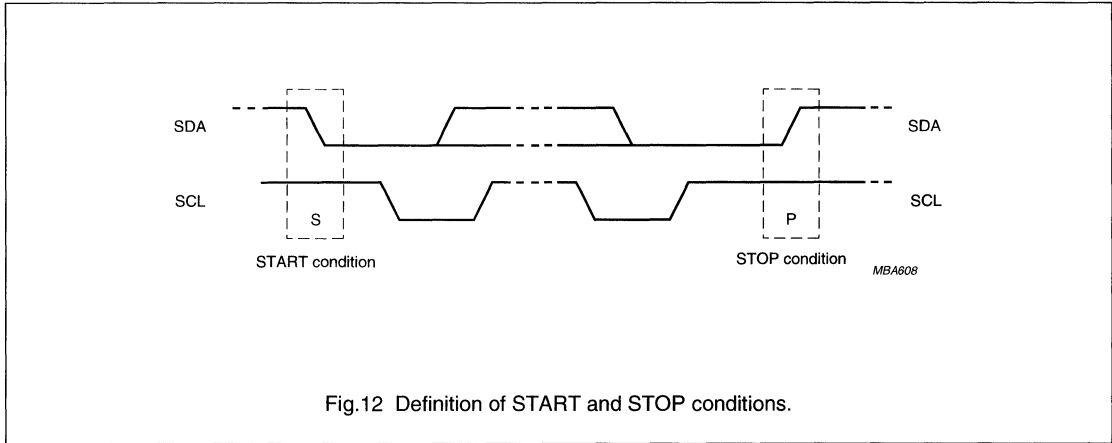 SDA
SDA
SCL
SCL
S
P
START condition
STOP condition
MBA608
Fig.12 Definition of START and STOP conditions.